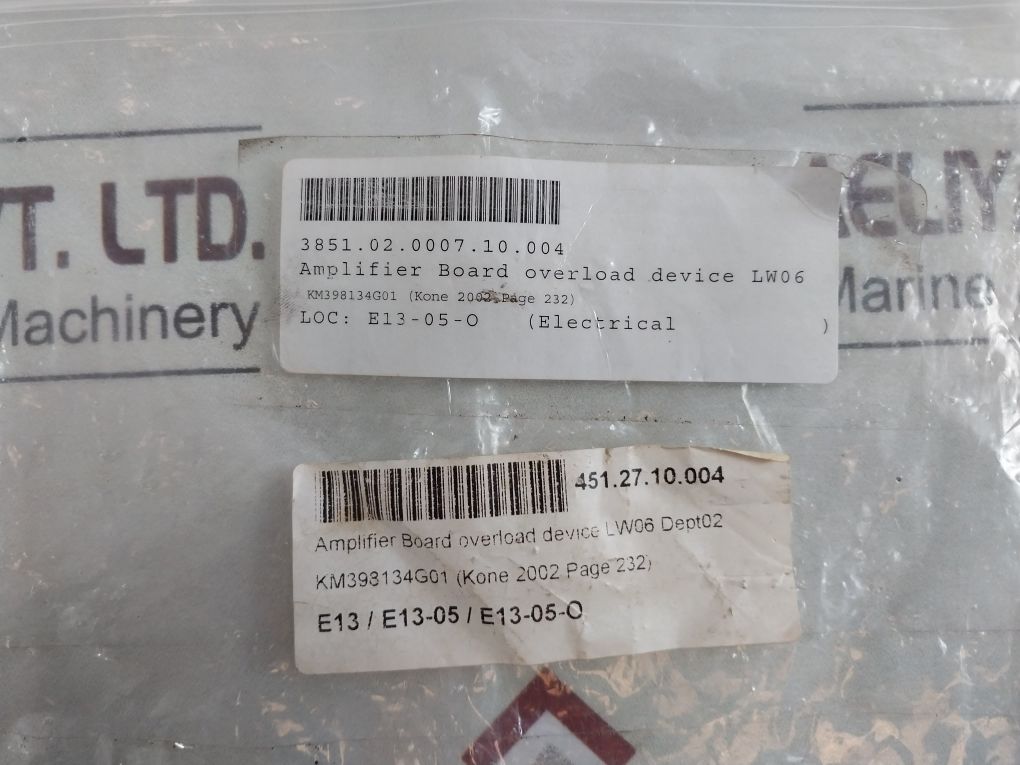 VT. LTD.
Machinery
AELIY
Marine
3851.02.0007.10.004
Amplifier Board overload device LW06
KM398134G01 (Kone 2002 Page 232)
LOC: E13-05-O (Electrical )
451.27.10.004
Amplifier Board overload device LW06 Dept02
KM398134G01 (Kone 2002 Page 232)
E13 / E13-05 / E13-05-O